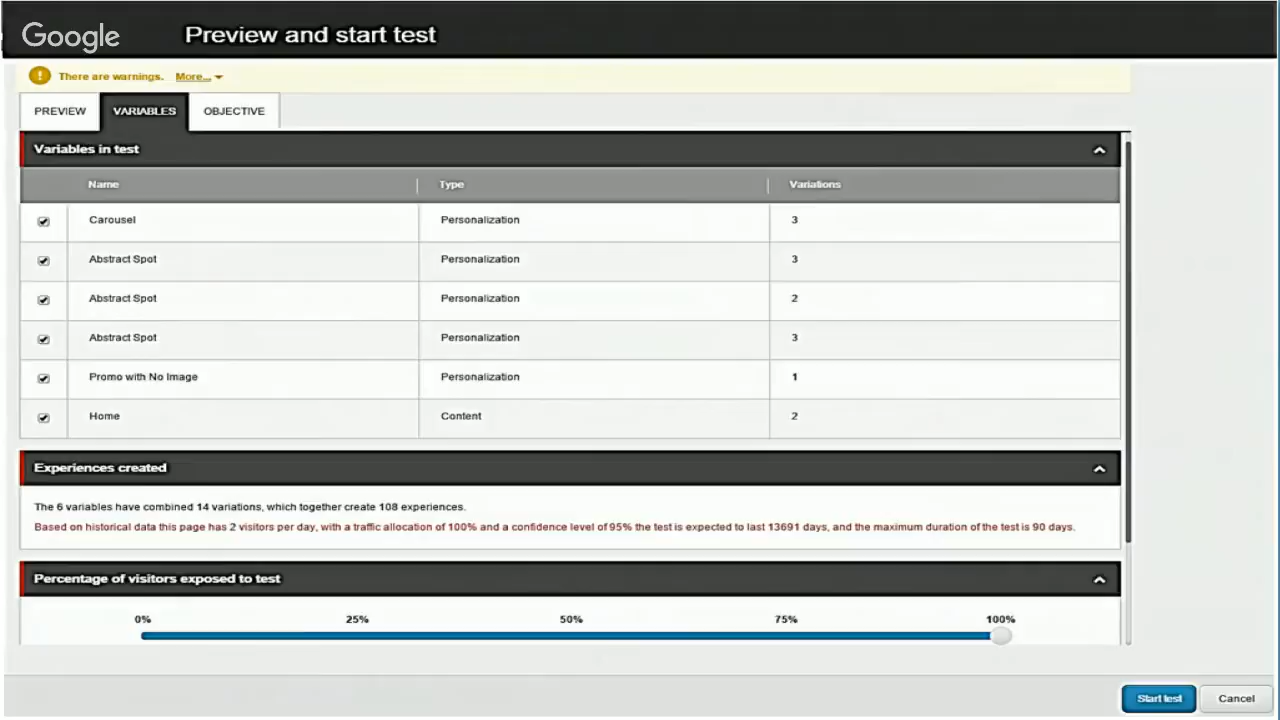 Google
Preview and start test
! There are warnings. More...
PREVIEW VARIABLES OBJECTIVE
Variables in test
Name Type Variations
Carousel Personalization 3
Abstract Spot Personalization 3
Abstract Spot Personalization 2
Abstract Spot Personalization 3
Promo with No Image Personalization 1
Home Content 2
Experiences created
The 6 variables have combined 14 variations, which together create 108 experiences.
Based on historical data this page has 2 visitors per day, with a traffic allocation of 100% and a confidence level of 95% the test is expected to last 13691 days, and the maximum duration of the test is 90 days.
Percentage of visitors exposed to test
0% 25% 50% 75% 100%
Start test Cancel